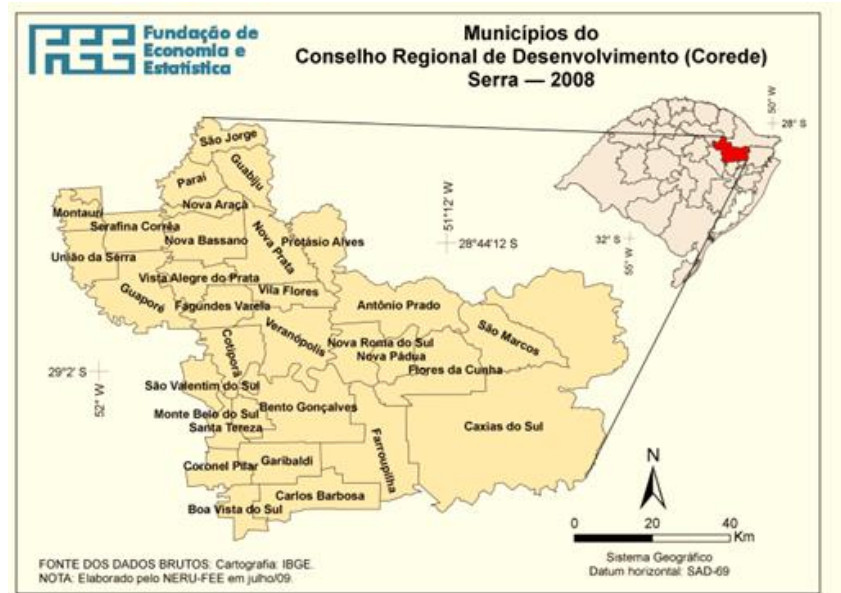 FEE
Fundação de
Economia e
Estatística
Municípios do
Conselho Regional de Desenvolvimento (Corede)
Serra — 2008
50° W
28° S
32° S
55° W
51°12' W
28°44'12 S
29°2' S
52° W
São Jorge
Guabiju
Paraí
Nova Araçá
Montauri
Serafina Corrêa
Nova Bassano
Nova Prata
Protásio Alves
União da Serra
Vista Alegre do Prata
Vila Flores
Guaporé
Fagundes Varela
Antônio Prado
Cotiporã
Veranópolis
São Marcos
Nova Roma do Sul
Nova Pádua
Flores da Cunha
São Valentim do Sul
Monte Belo do Sul
Santa Tereza
Bento Gonçalves
Farroupilha
Caxias do Sul
Coronel Pilar
Garibaldi
Carlos Barbosa
Boa Vista do Sul
N
0 20 40
Km
Sistema Geográfico
Datum horizontal: SAD-69
FONTE DOS DADOS BRUTOS: Cartografia: IBGE.
NOTA: Elaborado pelo NERU-FEE em julho/09.